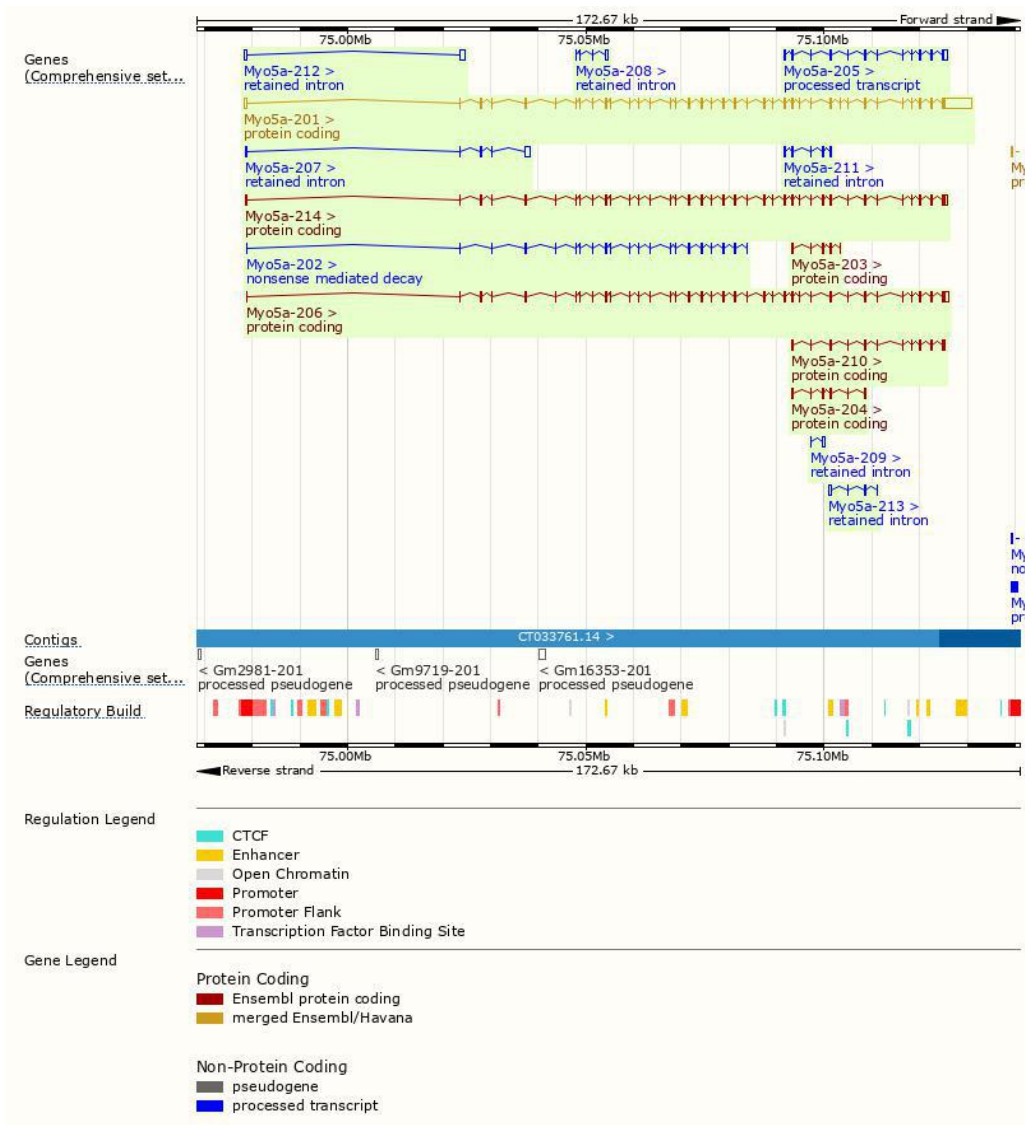 172.67 kb
Forward strand
75.00Mb 75.05Mb 75.10Mb
Genes
(Comprehensive set...
Myo5a-212 >
retained intron
Myo5a-208 >
retained intron
Myo5a-205 >
processed transcript
Myo5a-201 >
protein coding
Myo5a-207 >
retained intron
Myo5a-211 >
retained intron
My
pr
Myo5a-214 >
protein coding
Myo5a-202 >
nonsense mediated decay
Myo5a-203 >
protein coding
Myo5a-206 >
protein coding
Myo5a-210 >
protein coding
Myo5a-204 >
protein coding
Myo5a-209 >
retained intron
Myo5a-213 >
retained intron
My
no
My
pr
Contigs
CT033761.14 >
Genes
(Comprehensive set...
< Gm2981-201
processed pseudogene
< Gm9719-201
processed pseudogene
< Gm16353-201
processed pseudogene
Regulatory Build
75.00Mb 75.05Mb 75.10Mb
Reverse strand
172.67 kb
Regulation Legend
CTCF
Enhancer
Open Chromatin
Promoter
Promoter Flank
Transcription Factor Binding Site
Gene Legend
Protein Coding
Ensembl protein coding
merged Ensembl/Havana
Non-Protein Coding
pseudogene
processed transcript